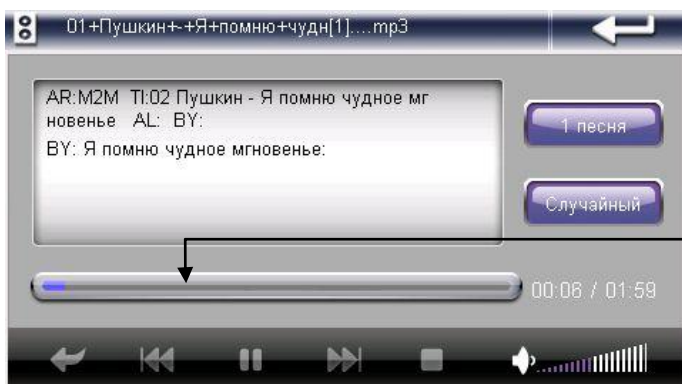 01+Пушкин+-+Я+помню+чудн[1]....mp3
AR:M2M TI:02 Пушкин - Я помню чудное мг
новенье AL: BY:
BY: Я помню чудное мгновенье:
1 песня
Случайный
00:06 / 01:59